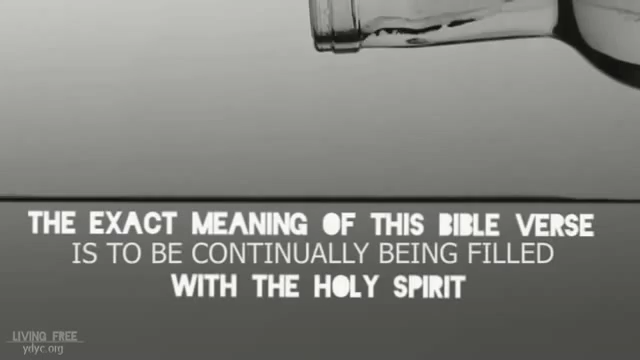 THE EXACT MEANING OF THIS BIBLE VERSE
IS TO BE CONTINUALLY BEING FILLED
WITH THE HOLY SPIRIT
LIVING FREE
ydyc.org